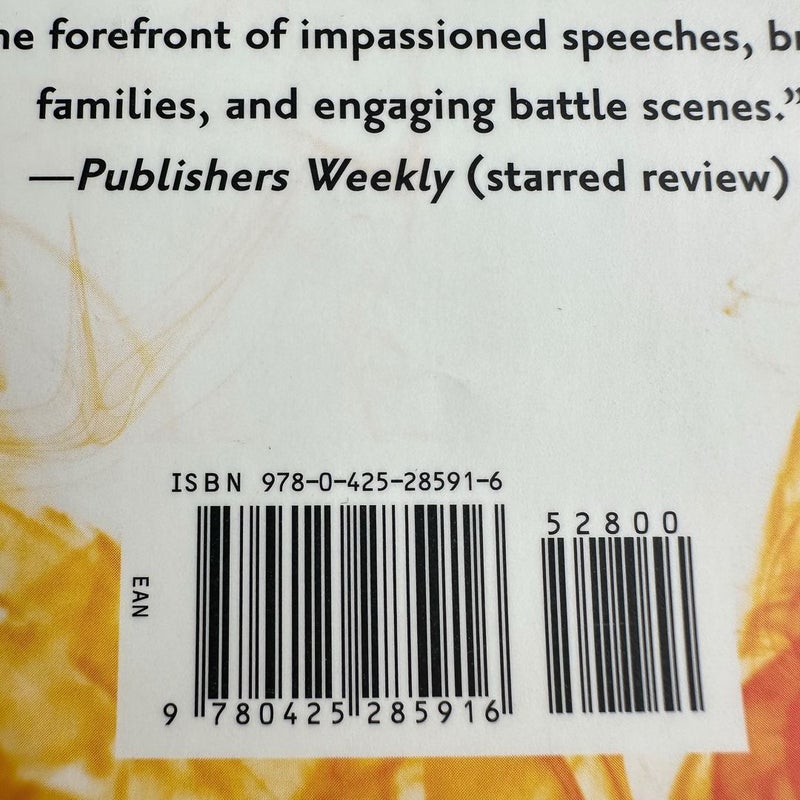 he forefront of impassioned speeches, br
families, and engaging battle scenes.”
—Publishers Weekly (starred review)
ISBN 978-0-425-28591-6
52800
EAN
9 780425 285916